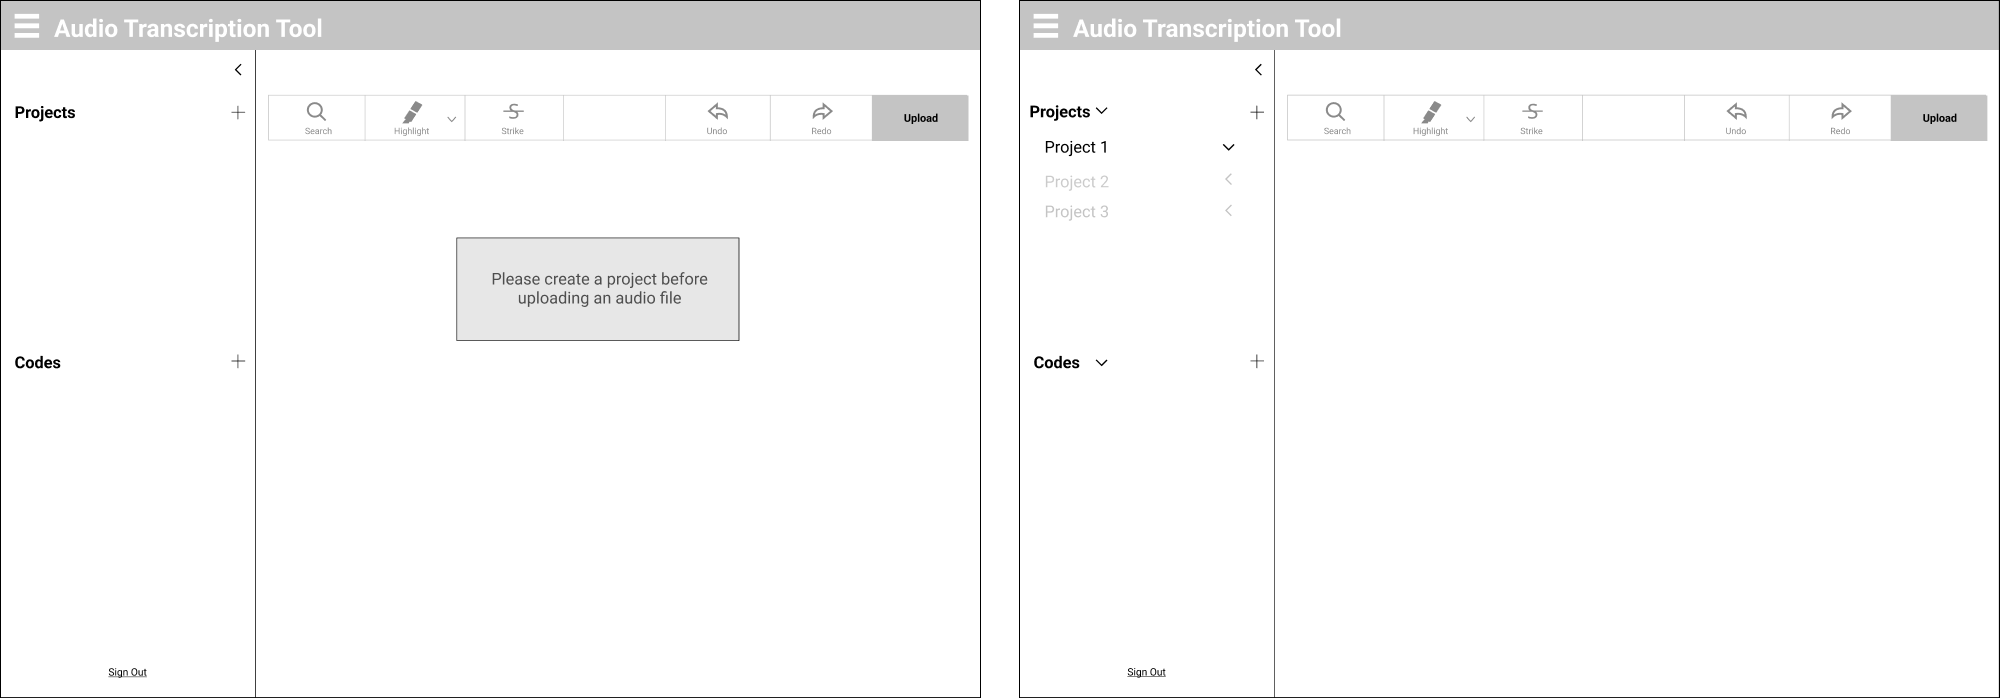 Audio Transcription Tool
Projects
Search
Highlight
Strike
Undo
Redo
Upload
Please create a project before
uploading an audio file
Codes
Sign Out
Audio Transcription Tool
Projects
Project 1
Project 2
Project 3
Search
Highlight
Strike
Undo
Redo
Upload
Codes
Sign Out